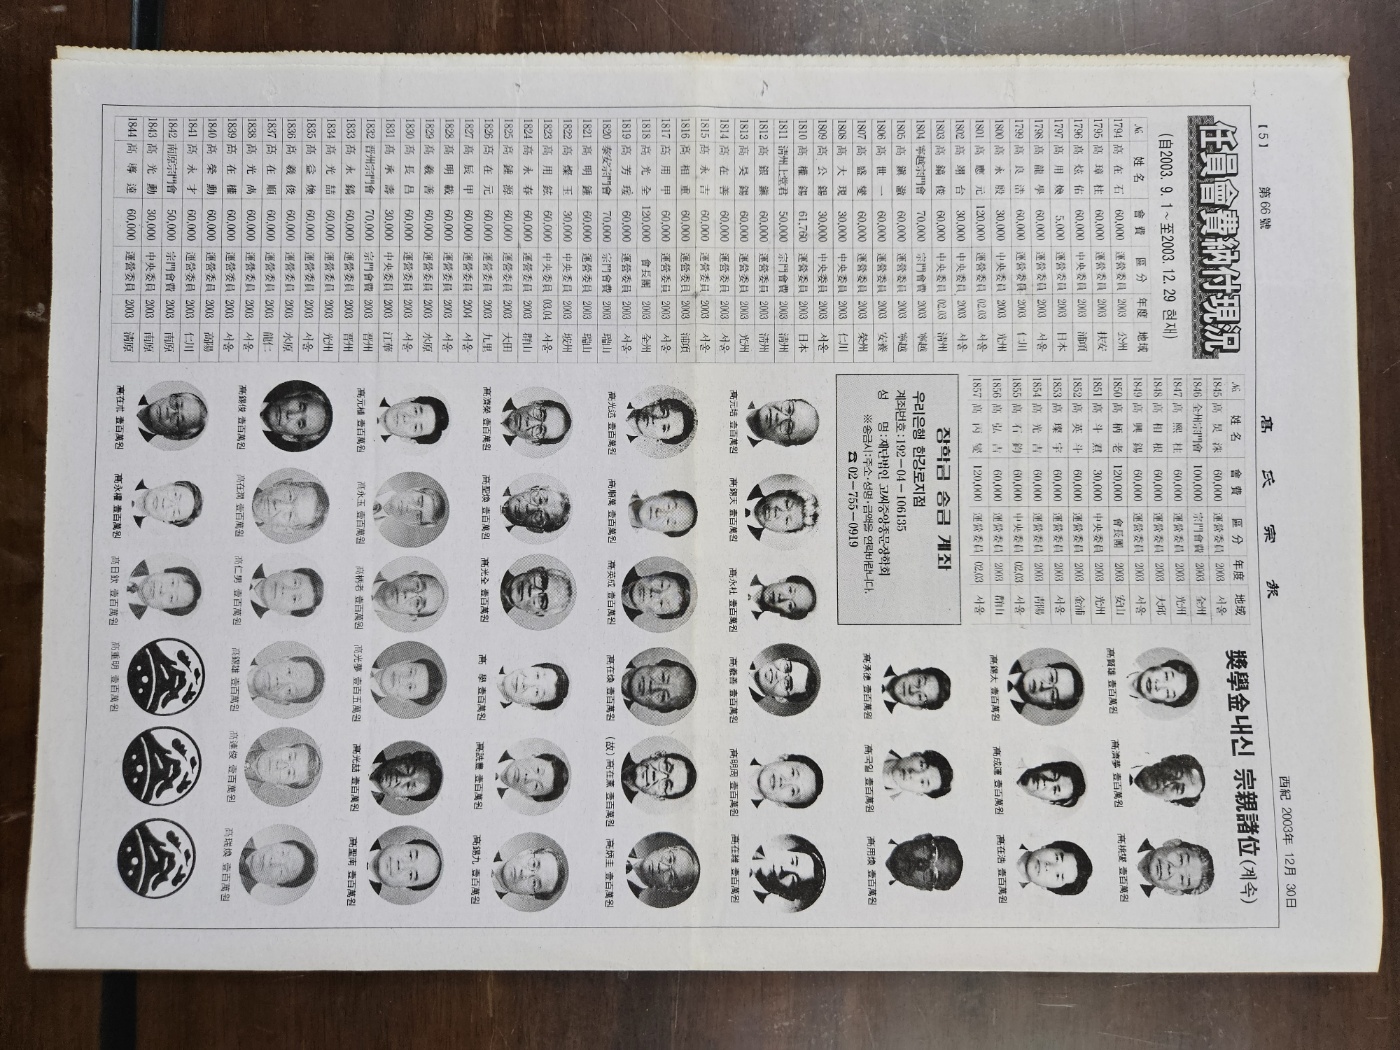 【5】 第66號 髙氏宗報 西紀 2003年 12月 30日
任員會費納付現況
(自2003. 9. 1～至2003. 12. 29 현재)
№ 姓名 會費 區分 年度 地域
1794 高在石 60,000 運營委員 2003 公州
1795 高璋柱 60,000 運營委員 2003 扶安
1796 高炫佑 60,000 中央委員 2003 浦項
1797 高用煥 5,000 運營委員 2003 日本
1798 高龍學 60,000 運營委員 2003 서울
1799 高良浩 60,000 運營委員 2003 仁川
1800 高永殷 30,000 中央委員 2003 光州
1801 高應元 120,000 運營委員 02.03 서울
1802 高翊台 30,000 中央委員 2003 서울
1803 高鎬俊 60,000 中央委員 02.03 清州
1804 寧越宗門會 70,000 宗門會費 2003 寧越
1805 高鎭澈 60,000 運營委員 2003 寧越
1806 高世一 60,000 運營委員 2003 安養
1807 高盛燮 60,000 運營委員 2003 榮州
1808 高大現 30,000 中央委員 2003 仁川
1809 高公錫 30,000 中央委員 2003 서울
1810 高權錫 61,760 運營委員 2003 日本
1811 清州上堂君 50,000 宗門會費 2003 清州
1812 高銀鎭 60,000 運營委員 2003 清州
1813 高癸錫 60,000 運營委員 2003 光州
1814 高在善 60,000 運營委員 2003 서울
1815 高永吉 60,000 運營委員 2003 서울
1816 高相重 60,000 運營委員 2003 浦項
1817 高用甲 60,000 運營委員 2003 서울
1818 高光全 120,000 會長團 2003 全州
1819 高芳 60,000 運營委員 2003 서울
1820 泰安宗門會 70,000 宗門會費 2003 瑞山
1821 高明鍾 60,000 運營委員 2003 瑞山
1822 高燦玉 30,000 中央委員 2003 坡州
1823 高用鉉 60,000 中央委員 03.04 서울
1824 高永春 60,000 運營委員 2003 群山
1825 高鍾源 60,000 運營委員 2003 大田
1826 高在元 60,000 運營委員 2003 九里
1827 高辰甲 60,000 運營委員 2004 서울
1828 高明載 60,000 運營委員 2003 서울
1829 高羲善 60,000 運營委員 2003 水原
1830 高長昌 60,000 運營委員 2003 서울
1831 高承壽 30,000 中央委員 2003 江華
1832 晋州宗門會 70,000 宗門會費 2003 晋州
1833 高永鎬 60,000 運營委員 2003 晋州
1834 高光喆 60,000 運營委員 2003 光州
1835 高益煥 60,000 運營委員 2003 서울
1836 高羲俊 60,000 運營委員 2003 水原
1837 高在順 60,000 運營委員 2003 龍仁
1838 高光禹 60,000 運營委員 2003 서울
1839 高在權 60,000 運營委員 2003 서울
1840 高榮勳 60,000 運營委員 2003 高陽
1841 高永才 60,000 運營委員 2003 仁川
1842 南原宗門會 50,000 宗門會費 2003 南原
1843 高光勳 30,000 中央委員 2003 南原
1844 高導遠 60,000 運營委員 2003 清原
№ 姓名 會費 區分 年度 地域
1845 高洙 60,000 運營委員 2003 서울
1846 全州宗門會 100,000 宗門會費 2003 全州
1847 高熙柱 60,000 運營委員 2003 光州
1848 高相根 60,000 運營委員 2003 大邱
1849 高興錫 60,000 運營委員 2003 서울
1850 高柄老 120,000 會長團 2003 安山
1851 高斗煮 30,000 中央委員 2003 光州
1852 高英斗 60,000 運營委員 2003 金浦
1853 高璨宇 60,000 運營委員 2003 서울
1854 高光吉 60,000 運營委員 2003 靑陽
1855 高石鈞 60,000 中央委員 02,03 서울
1856 高弘吉 60,000 運營委員 2003 群山
1857 高丙燮 120,000 運營委員 02,03 서울
장학금 송금 계좌
우리은행 한강로지점
계좌번호 : 192-04-106135
성 명 : 재단법인 고씨중앙종문장학회
※송금시 : 주소·성명·금액을 연락바랍니다.
☎ 02-755-0919
獎學金내신 宗親諸位(계속)
高賢雄 壹百萬원 高濟夢 壹百萬원 高桃燮 壹百萬원
高錫太 壹百萬원 高成運 壹百萬원 高在浩 壹百萬원
高承德 壹百萬원 高국일 壹百萬원 高用煥 壹百萬원
高元培 壹百萬원 高錫天 壹百萬원 高永杜 壹百萬원 高羲善 壹百萬원 高明周 壹百萬원 高在維 壹百萬원
高光述 壹百萬원 高順萬 壹百萬원 高英成 壹百萬원 高在煥 壹百萬원 (故)高在薰 壹百萬원 高炳圭 壹百萬원
高濟榮 壹百萬원 高聖煥 壹百萬원 高光全 壹百萬원 高 學 壹百萬원 高詵豊 壹百萬원 高錫九 壹百萬원
高元植 壹百萬원 高永玉 壹百萬원 高柄老 壹百萬원 高光夢 壹百五萬원 高光喆 壹百萬원 高聖南 壹百萬원
高錫俊 壹百萬원 高在潤 壹百萬원 高仁男 壹百萬원 高錫雄 壹百萬원 高連俊 壹百萬원 高瑞煥 壹百萬원
高在 壹百萬원 高永權 壹百萬원 高日欽 壹百萬원 高重明 壹百萬원